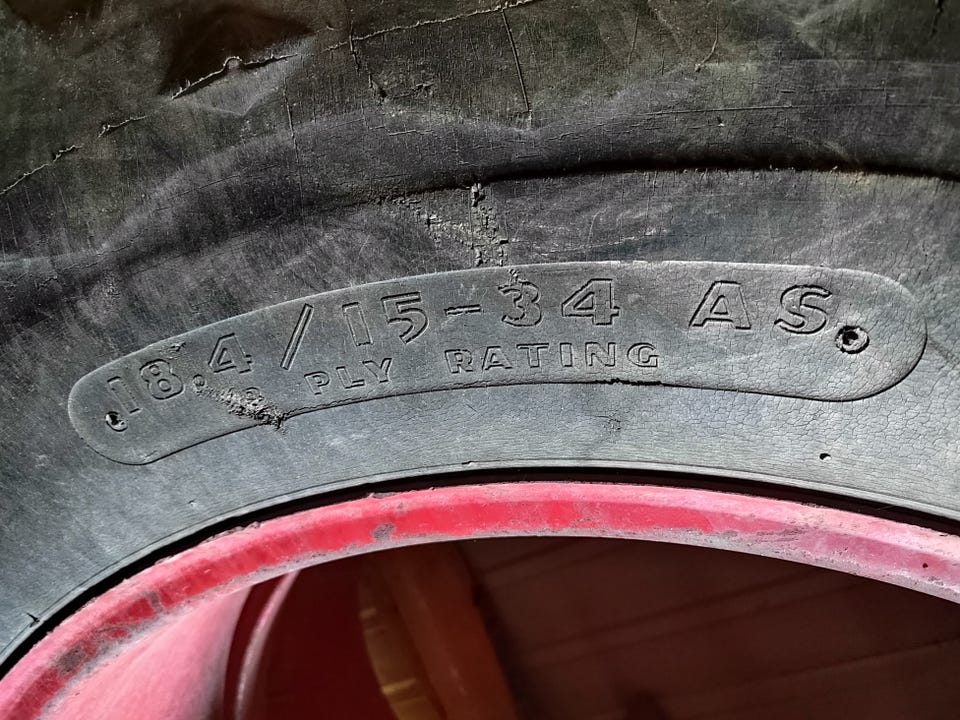 18.4/15-34 AS
PLY RATING